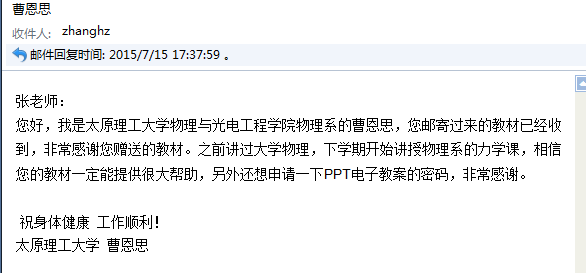 曹恩思
收件人： zhanghz
邮件回复时间: 2015/7/15 17:37:59 。
张老师：
您好，我是太原理工大学物理与光电工程学院物理系的曹恩思，您邮寄过来的教材已经收
到，非常感谢您赠送的教材。之前讲过大学物理，下学期开始讲授物理系的力学课，相信
您的教材一定能提供很大帮助，另外还想申请一下PPT电子教案的密码，非常感谢。
祝身体健康 工作顺利！
太原理工大学 曹恩思